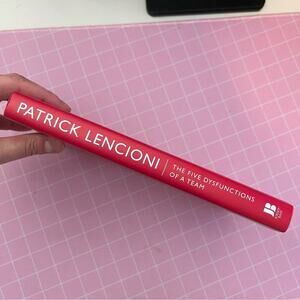 PATRICK LENCIONI
THE FIVE DYSFUNCTIONS
OF A TEAM